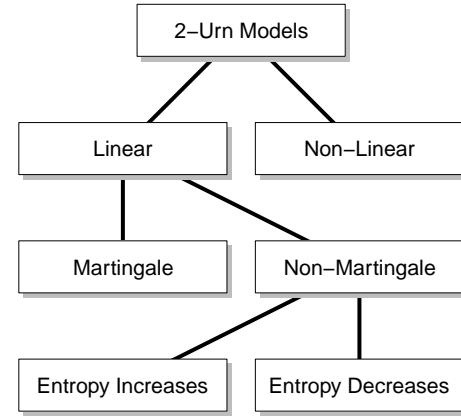 2−Urn Models
Linear
Non−Linear
Martingale
Non−Martingale
Entropy Increases
Entropy Decreases